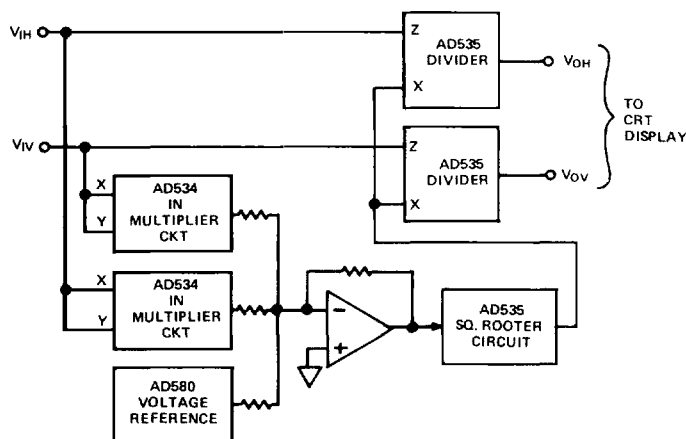 VIH
Z
AD535
DIVIDER
X
VOH
TO
CRT
DISPLAY
VIV
Z
AD535
DIVIDER
X
VOV
X
Y
AD534
IN
MULTIPLIER
CKT
X
Y
AD534
IN
MULTIPLIER
CKT
−
+
AD535
SQ. ROOTER
CIRCUIT
AD580
VOLTAGE
REFERENCE